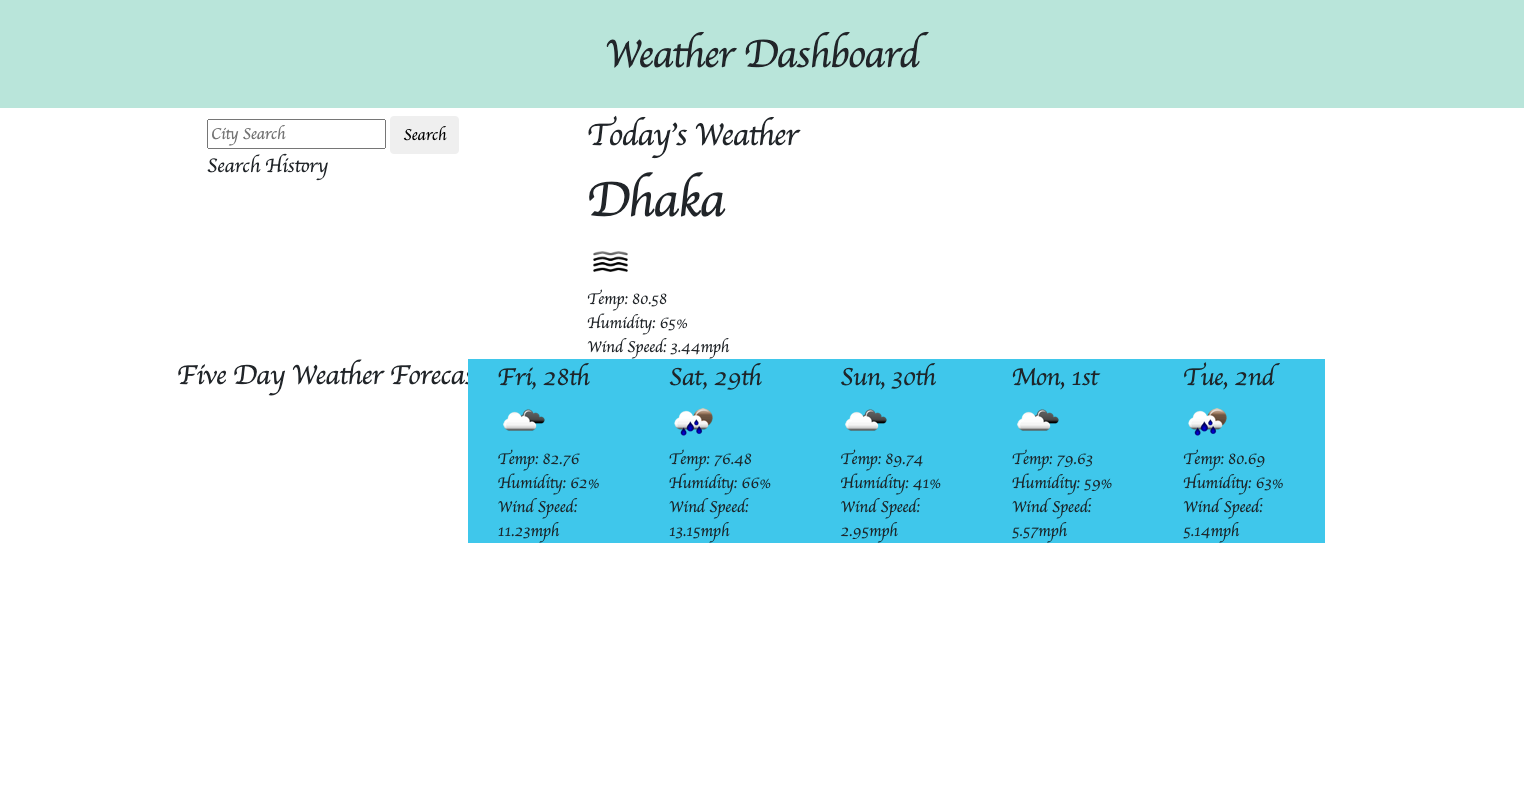 Weather Dashboard
City Search
Search
Search History
Today's Weather
Dhaka
Temp: 80.58
Humidity: 65%
Wind Speed: 3.44mph
Five Day Weather Forecas
Fri, 28th
Temp: 82.76
Humidity: 62%
Wind Speed:
11.23mph
Sat, 29th
Temp: 76.48
Humidity: 66%
Wind Speed:
13.15mph
Sun, 30th
Temp: 89.74
Humidity: 41%
Wind Speed:
2.95mph
Mon, 1st
Temp: 79.63
Humidity: 59%
Wind Speed:
5.57mph
Tue, 2nd
Temp: 80.69
Humidity: 63%
Wind Speed:
5.14mph